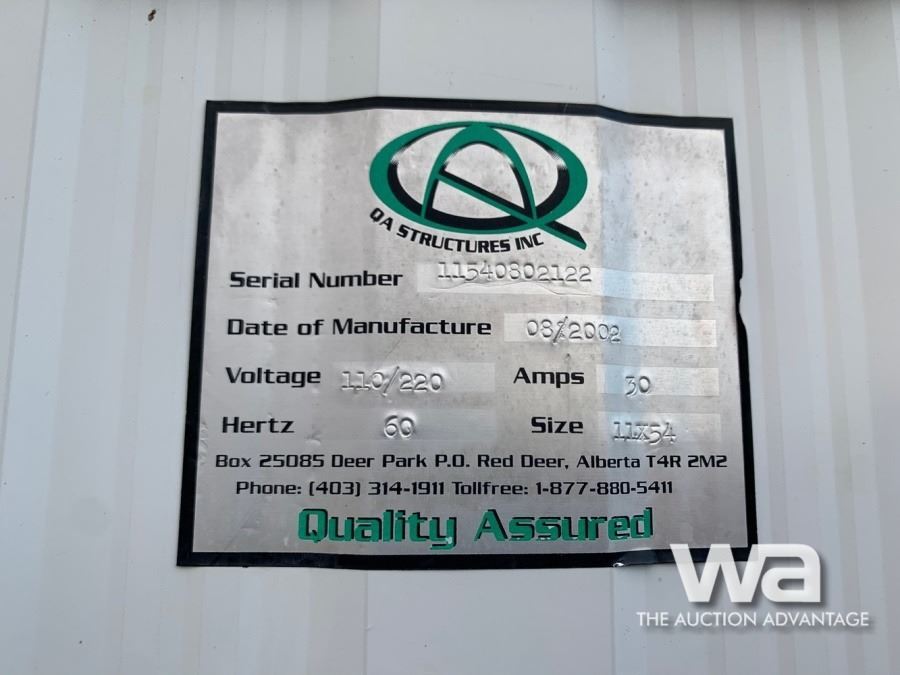 QA STRUCTURES INC
Serial Number 11540802122
Date of Manufacture 08/2002
Voltage 110/220 Amps 30
Hertz 60 Size 11X54
Box 25085 Deer Park P.O. Red Deer, Alberta T4R 2M2
Phone: (403) 314-1911 Tollfree: 1-877-880-5411
Quality Assured
wa
THE AUCTION ADVANTAGE